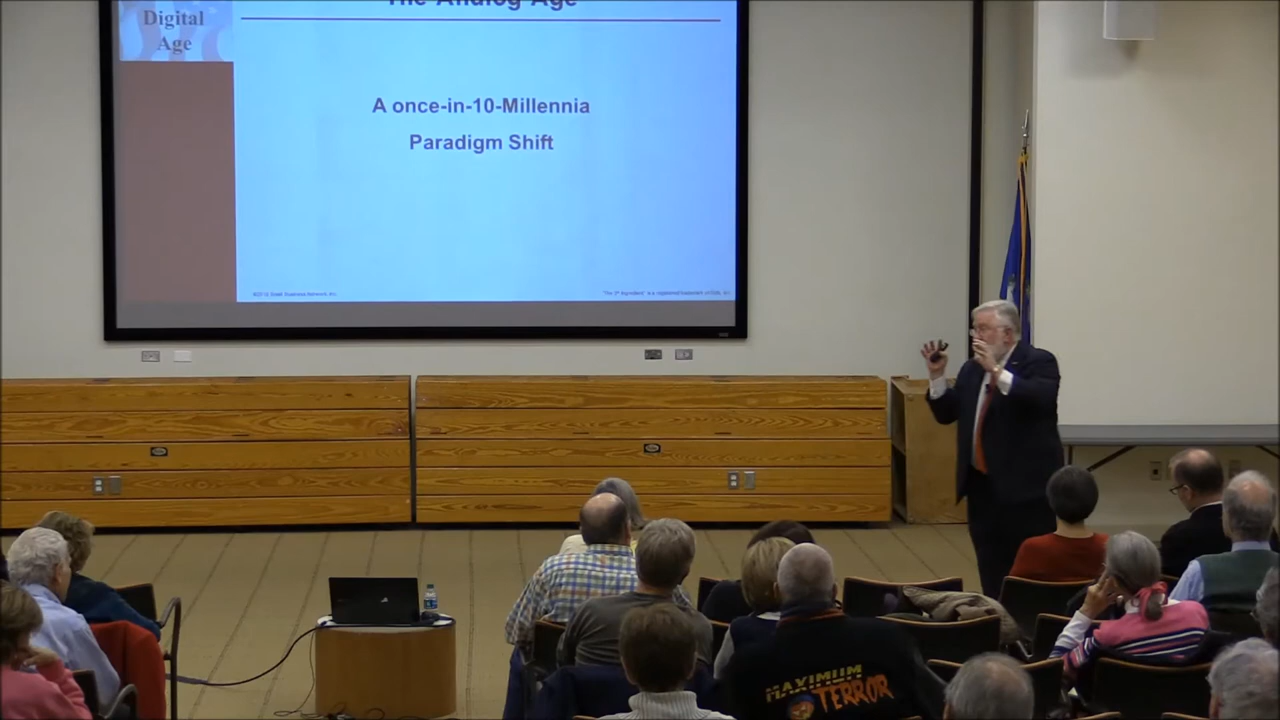 The Analog Age
Digital
Age
A once-in-10-Millennia
Paradigm Shift
MAXIMUM
TERROR